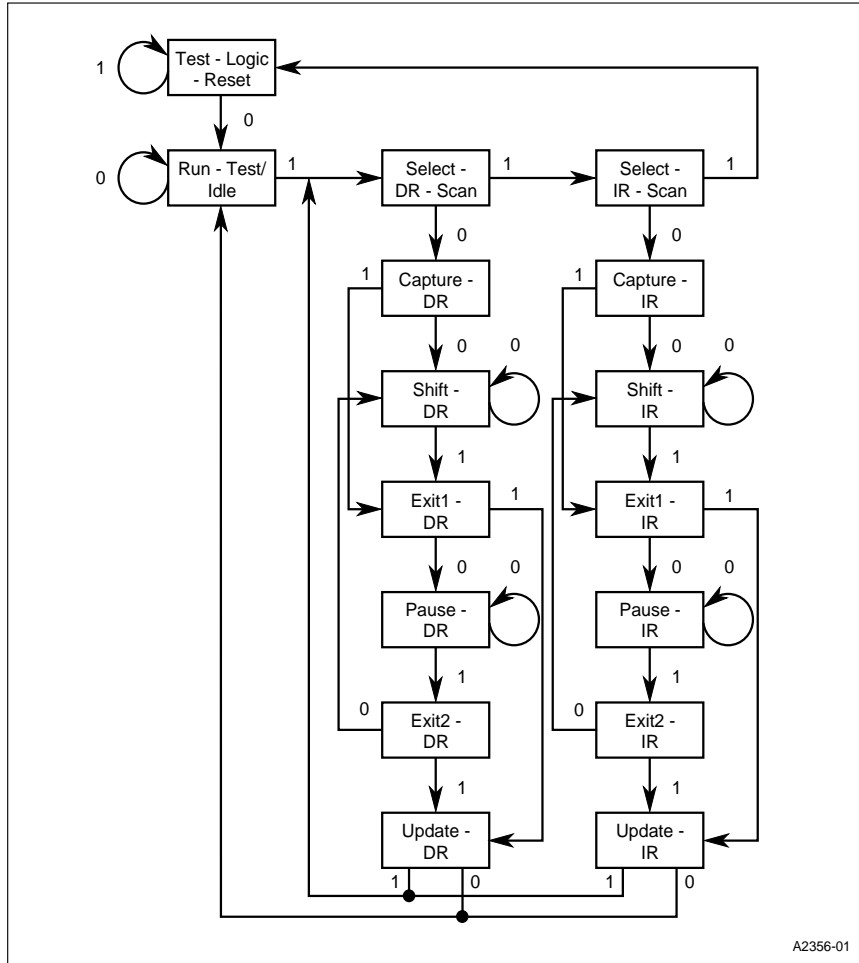 Test - Logic
- Reset
1
0
Run - Test/
Idle
0
1
Select -
DR - Scan
1
Select -
IR - Scan
1
0
0
1
Capture -
DR
1
Capture -
IR
0
0
0
0
Shift -
DR
Shift -
IR
1
1
Exit1 -
DR
1
Exit1 -
IR
1
0
0
0
0
Pause -
DR
Pause -
IR
1
1
0
Exit2 -
DR
0
Exit2 -
IR
1
1
Update -
DR
Update -
IR
1
0
1
0
A2356-01